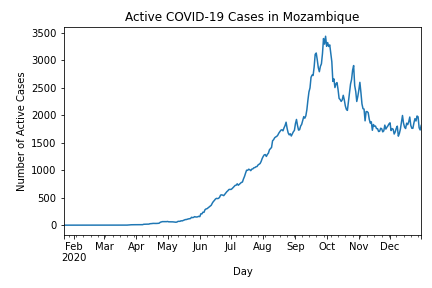 Active COVID-19 Cases in Mozambique
Number of Active Cases
3500
3000
2500
2000
1500
1000
500
0
Feb Mar Apr May Jun Jul Aug Sep Oct Nov Dec
2020
Day